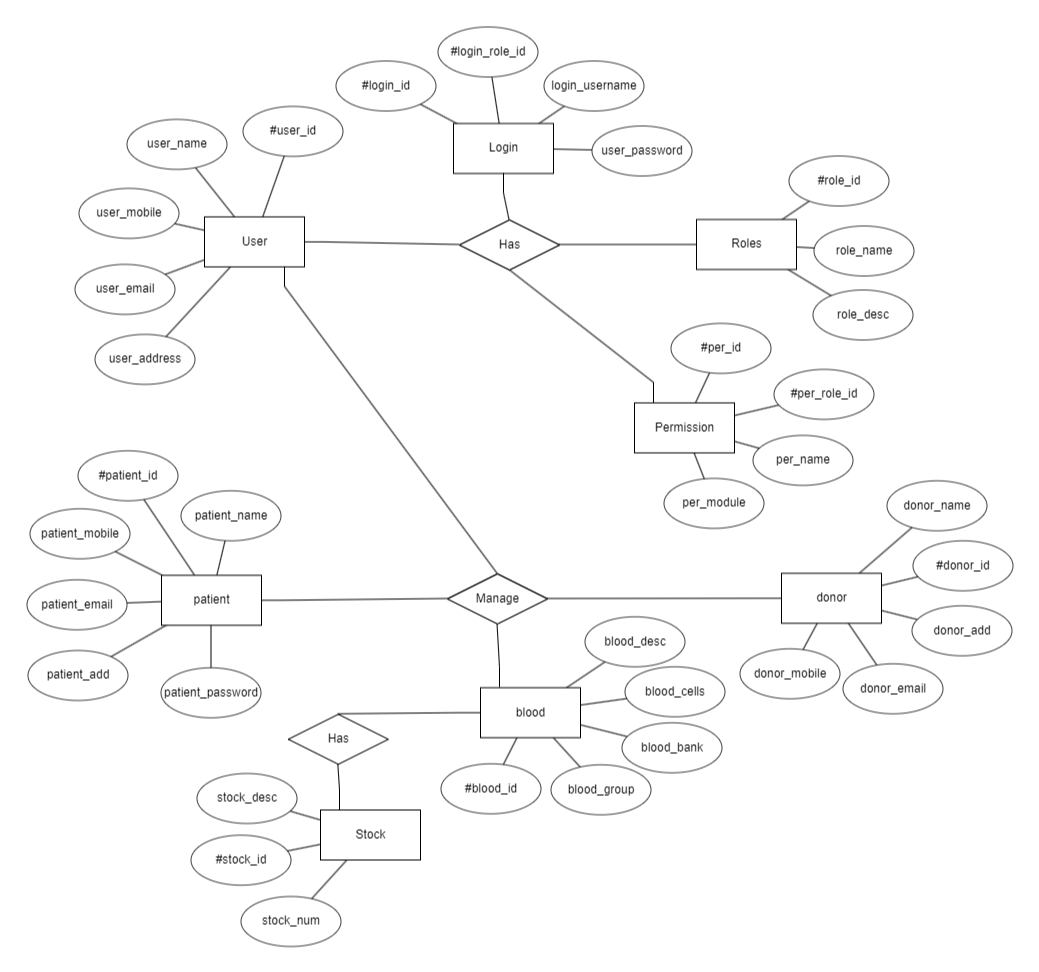 #login_role_id
#login_id
login_username
Login
user_password
#user_id
user_name
user_mobile
User
user_email
user_address
Has
Roles
#role_id
role_name
role_desc
#per_id
#per_role_id
Permission
per_name
per_module
#patient_id
patient_name
patient_mobile
patient
patient_email
patient_add
patient_password
Manage
donor_name
#donor_id
donor
donor_add
donor_mobile
donor_email
blood_desc
blood_cells
blood
blood_bank
#blood_id
blood_group
Has
stock_desc
Stock
#stock_id
stock_num